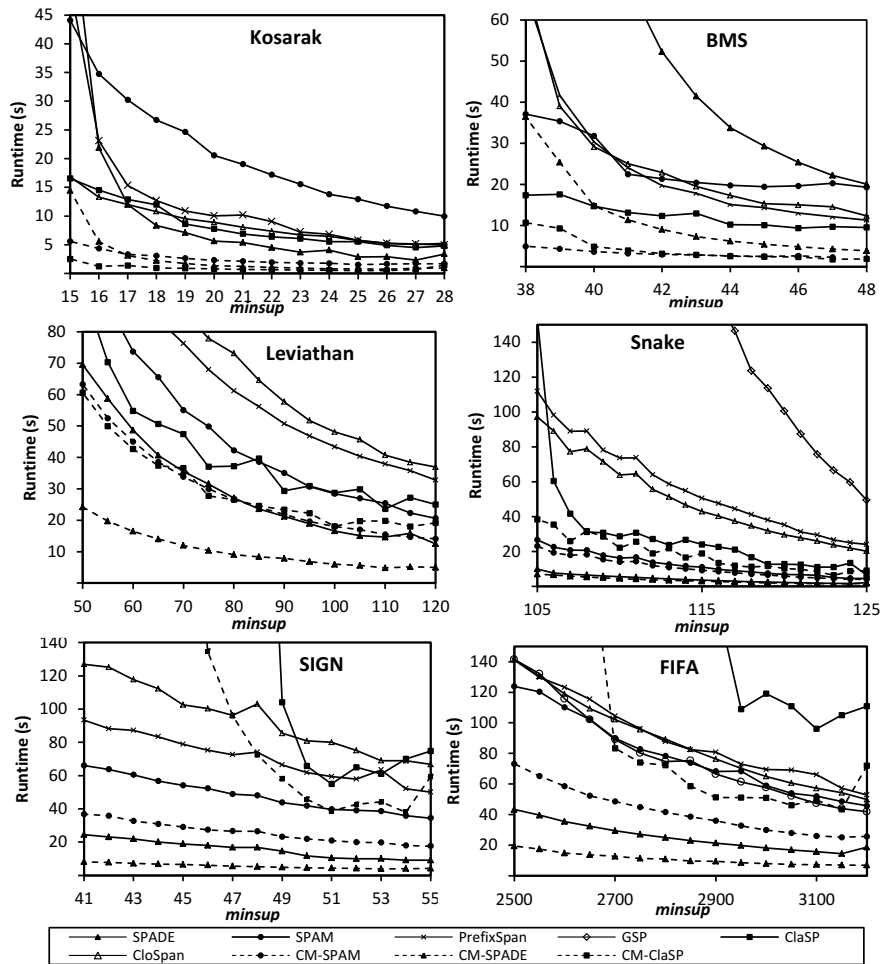 Kosarak
Runtime (s)
45
40
35
30
25
20
15
10
5
15 16 17 18 19 20 21 22 23 24 25 26 27 28
minsup
BMS
Runtime (s)
60
50
40
30
20
10
38 40 42 44 46 48
minsup
Leviathan
Runtime (s)
80
70
60
50
40
30
20
10
50 60 70 80 90 100 110 120
minsup
Snake
Runtime (s)
140
120
100
80
60
40
20
105 115 125
minsup
SIGN
Runtime (s)
140
120
100
80
60
40
20
41 43 45 47 49 51 53 55
minsup
FIFA
Runtime (s)
140
120
100
80
60
40
20
2500 2700 2900 3100
minsup
SPADE SPAM PrefixSpan GSP ClaSP
CloSpan CM-SPAM CM-SPADE CM-ClaSP